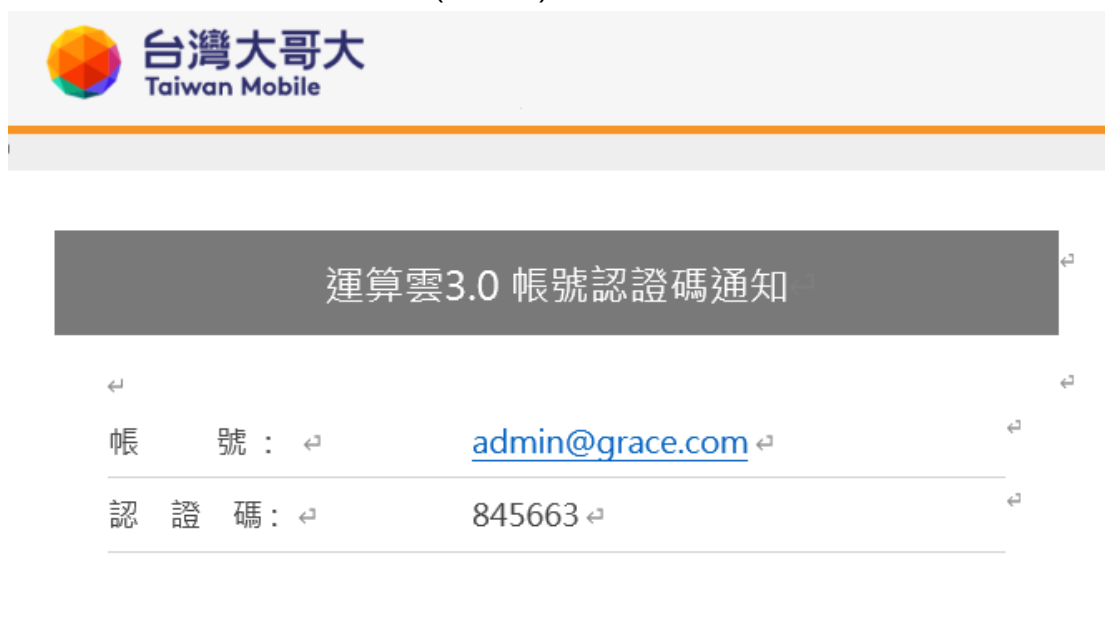 台灣大哥大
Taiwan Mobile
運算雲3.0 帳號認證碼通知
帳 號： admin@grace.com
認 證 碼： 845663